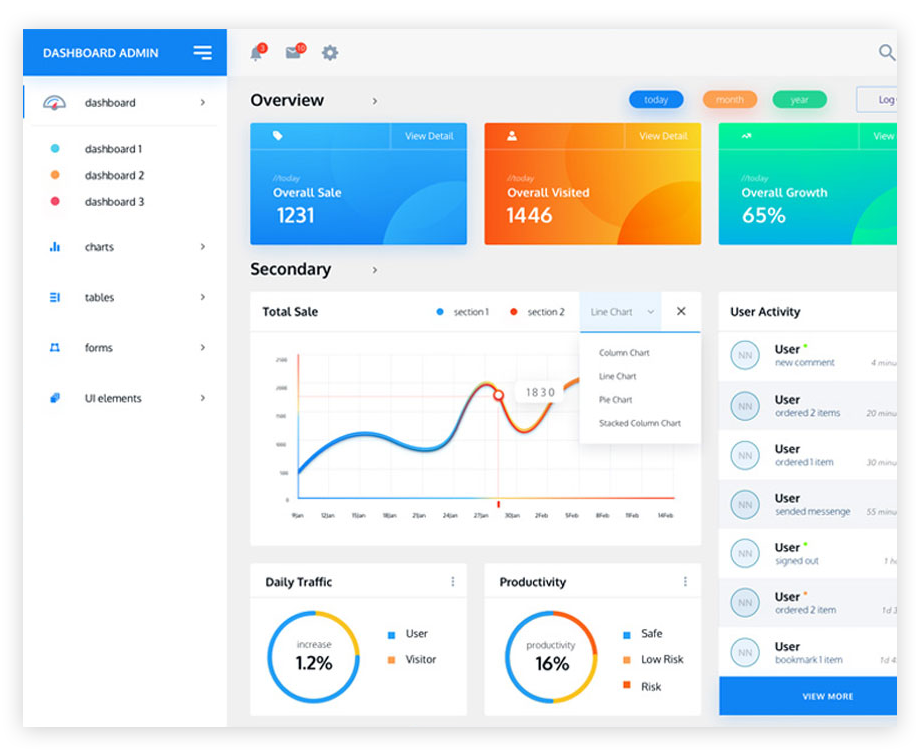 DASHBOARD ADMIN
3
10
dashboard
dashboard 1
dashboard 2
dashboard 3
charts
tables
forms
UI elements
Overview
today
month
year
Log
View Detail
//today
Overall Sale
1231
View Detail
//today
Overall Visited
1446
View
//today
Overall Growth
65%
Secondary
Total Sale
section 1
section 2
Line Chart
Column Chart
Line Chart
Pie Chart
Stacked Column Chart
2500
2000
1500
1000
500
0
1830
9Jan 12Jan 15Jan 18Jan 21Jan 24Jan 27Jan 30Jan 2Feb 5Feb 8Feb 11Feb 14Feb
User Activity
NN
User
new comment
4 minu
NN
User
ordered 2 items
20 minu
NN
User
ordered 1 item
30 minu
NN
User
sended messenge
55 minu
NN
User
signed out
1 h
NN
User
ordered 2 item
1d 3
NN
User
bookmark 1 item
1d 4
VIEW MORE
Daily Traffic
increase
1.2%
User
Visitor
Productivity
productivity
16%
Safe
Low Risk
Risk